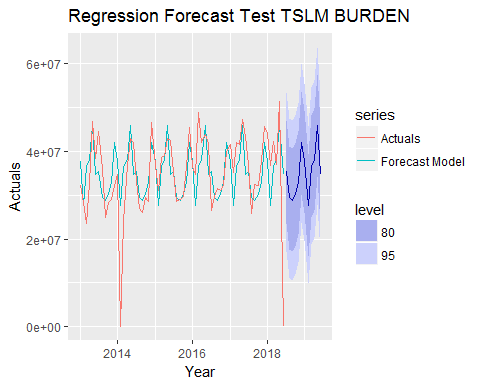 Regression Forecast Test TSLM BURDEN
6e+07
4e+07
2e+07
0e+00
Actuals
2014
2016
2018
Year
series
Actuals
Forecast Model
level
80
95